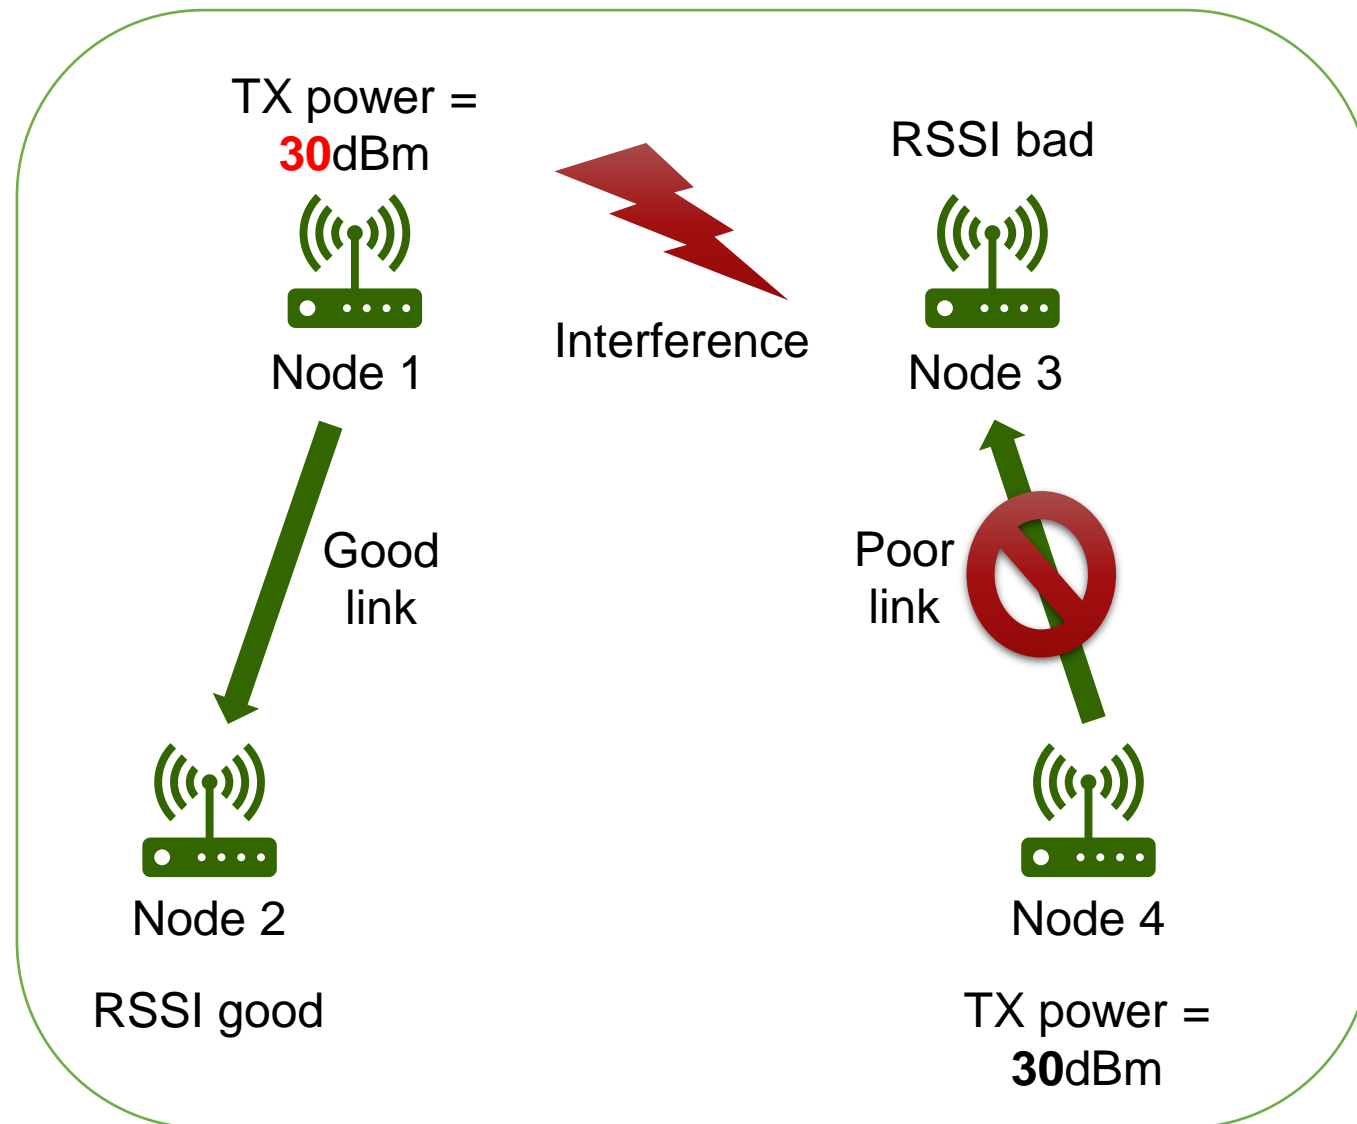 TX power =
30dBm
RSSI bad
Interference
Node 1
Node 3
Good
link
Poor
link
Node 2
Node 4
RSSI good
TX power =
30dBm